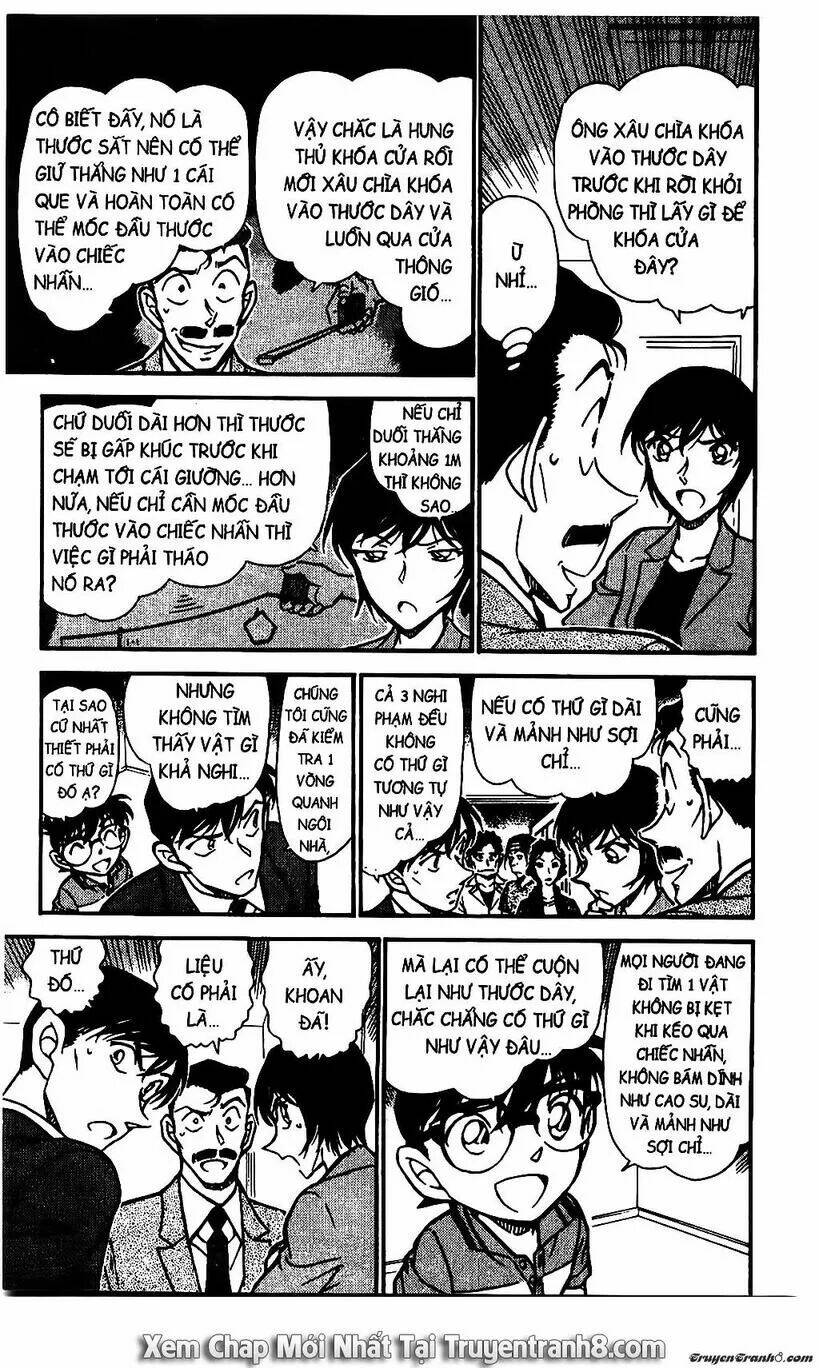 ÔNG XÂU CHÌA KHÓA
VÀO THƯỚC DÂY
TRƯỚC KHI RỜI KHỎI
PHÒNG THÌ LẤY GÌ ĐỂ
KHÓA CỬA
ĐÂY?
Ừ
NHỈ...
VẬY CHẮC LÀ HUNG
THỦ KHÓA CỬA RỒI
MỚI XÂU CHÌA KHÓA
VÀO THƯỚC DÂY VÀ
LUỒN QUA CỬA
THÔNG
GIÓ...
CÔ BIẾT ĐẤY, NÓ LÀ
THƯỚC SẮT NÊN CÓ THỂ
GIỮ THẲNG NHƯ 1 CÁI
QUE VÀ HOÀN TOÀN CÓ
THỂ MÓC ĐẦU THƯỚC
VÀO CHIẾC
NHẪN...
NẾU CHỈ
DUỖI THẲNG
KHOẢNG 1M
THÌ KHÔNG
SAO...
CHỨ DUỖI DÀI HƠN THÌ THƯỚC
SẼ BỊ GẤP KHÚC TRƯỚC KHI
CHẠM TỚI CÁI GIƯỜNG... HƠN
NỮA, NẾU CHỈ CẦN MÓC ĐẦU
THƯỚC VÀO CHIẾC NHẪN THÌ
VIỆC GÌ PHẢI THÁO
NÓ RA?
CŨNG
PHẢI...
NẾU CÓ THỨ GÌ DÀI
VÀ MẢNH NHƯ SỢI
CHỈ...
CẢ 3 NGHI
PHẠM ĐỀU
KHÔNG
CÓ THỨ GÌ
TƯƠNG TỰ
NHƯ VẬY
CẢ...
CHÚNG
TÔI CŨNG
ĐÃ KIỂM
TRA 1
VÒNG
QUANH
NGÔI
NHÀ,
NHƯNG
KHÔNG TÌM
THẤY VẬT GÌ
KHẢ NGHI...
TẠI SAO
CỨ NHẤT
THIẾT PHẢI
CÓ THỨ GÌ
ĐÓ Ạ?
MỌI NGƯỜI ĐANG
ĐI TÌM 1 VẬT
KHÔNG BỊ KẸT
KHI KÉO QUA
CHIẾC NHẪN,
KHÔNG BÁM DÍNH
NHƯ CAO SU, DÀI
VÀ MẢNH NHƯ
SỢI CHỈ...
MÀ LẠI CÓ THỂ CUỘN
LẠI NHƯ THƯỚC DÂY,
CHẮC CHẲNG CÓ THỨ GÌ
NHƯ VẬY ĐÂU...
ẤY,
KHOAN
ĐÃ!
LIỆU
CÓ PHẢI
LÀ...
THỨ
ĐÓ...
Xem Chap Mới Nhất Tại Truyentranh8.com
TruyenTranh8.com